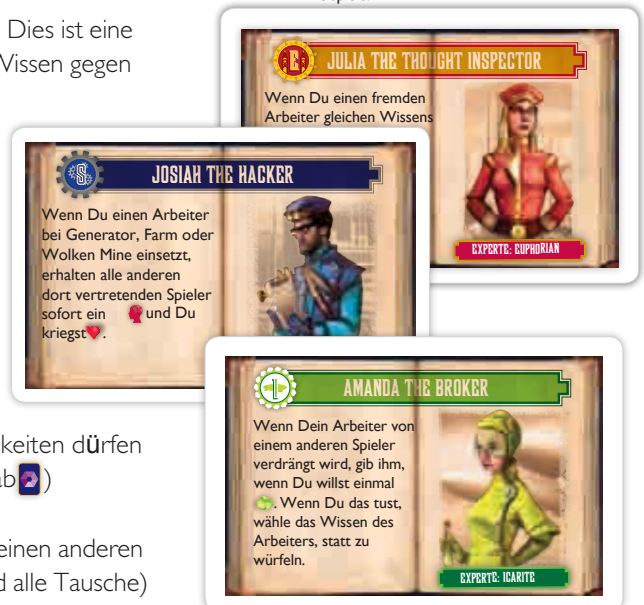 Dies ist eine
Wissen gegen
E JULIA THE THOUGHT INSPECTOR
Wenn Du einen fremden
Arbeiter gleichen Wissens
EXPERTE: EUPHORIAN
S JOSIAH THE HACKER
Wenn Du einen Arbeiter
bei Generator, Farm oder
Wolken Mine einsetzt,
erhalten alle anderen
dort vertretenden Spieler
sofort ein und Du
kriegst .
I AMANDA THE BROKER
Wenn Dein Arbeiter von
einem anderen Spieler
verdrängt wird, gib ihm,
wenn Du willst einmal
. Wenn Du das tust,
wähle das Wissen des
Arbeiters, statt zu
würfeln.
EXPERTE: ICARITE
keiten dürfen
ab )
einen anderen
d alle Tausche)